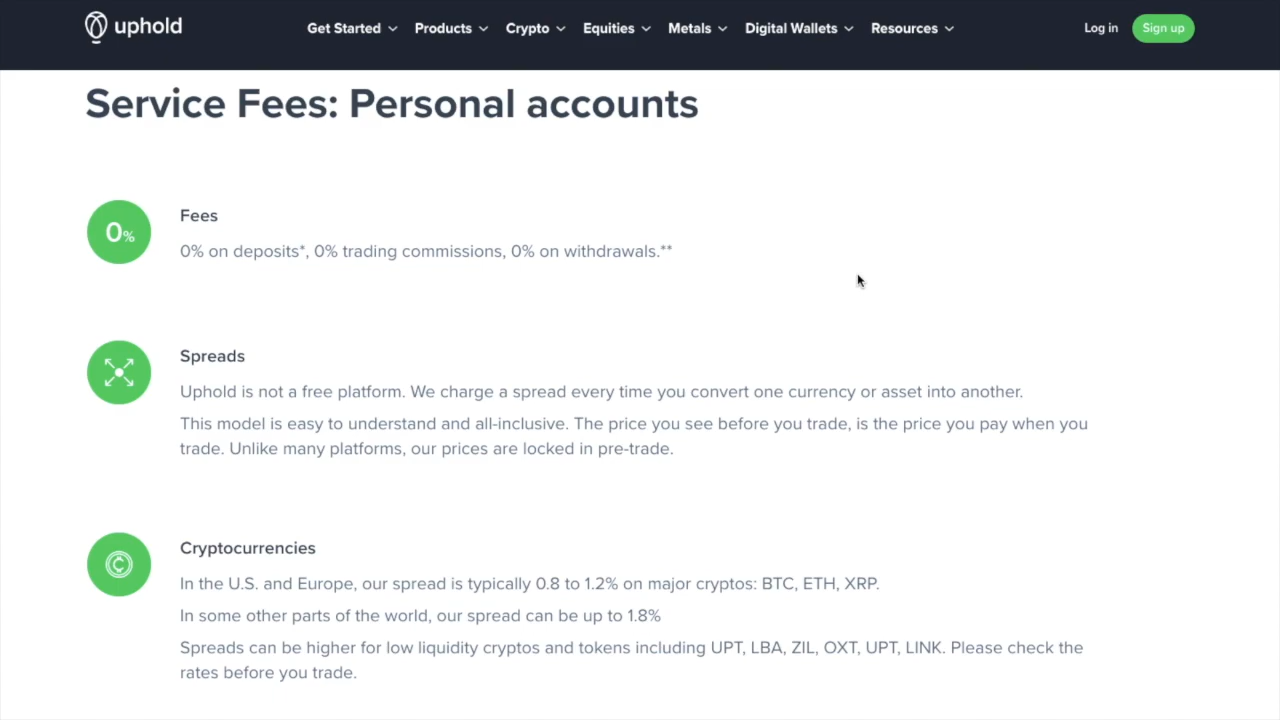 uphold Get Started Products Crypto Equities Metals Digital Wallets Resources Log in Sign up
Service Fees: Personal accounts
0%
Fees
0% on deposits*, 0% trading commissions, 0% on withdrawals.**
Spreads
Uphold is not a free platform. We charge a spread every time you convert one currency or asset into another.
This model is easy to understand and all-inclusive. The price you see before you trade, is the price you pay when you
trade. Unlike many platforms, our prices are locked in pre-trade.
Cryptocurrencies
In the U.S. and Europe, our spread is typically 0.8 to 1.2% on major cryptos: BTC, ETH, XRP.
In some other parts of the world, our spread can be up to 1.8%
Spreads can be higher for low liquidity cryptos and tokens including UPT, LBA, ZIL, OXT, UPT, LINK. Please check the
rates before you trade.